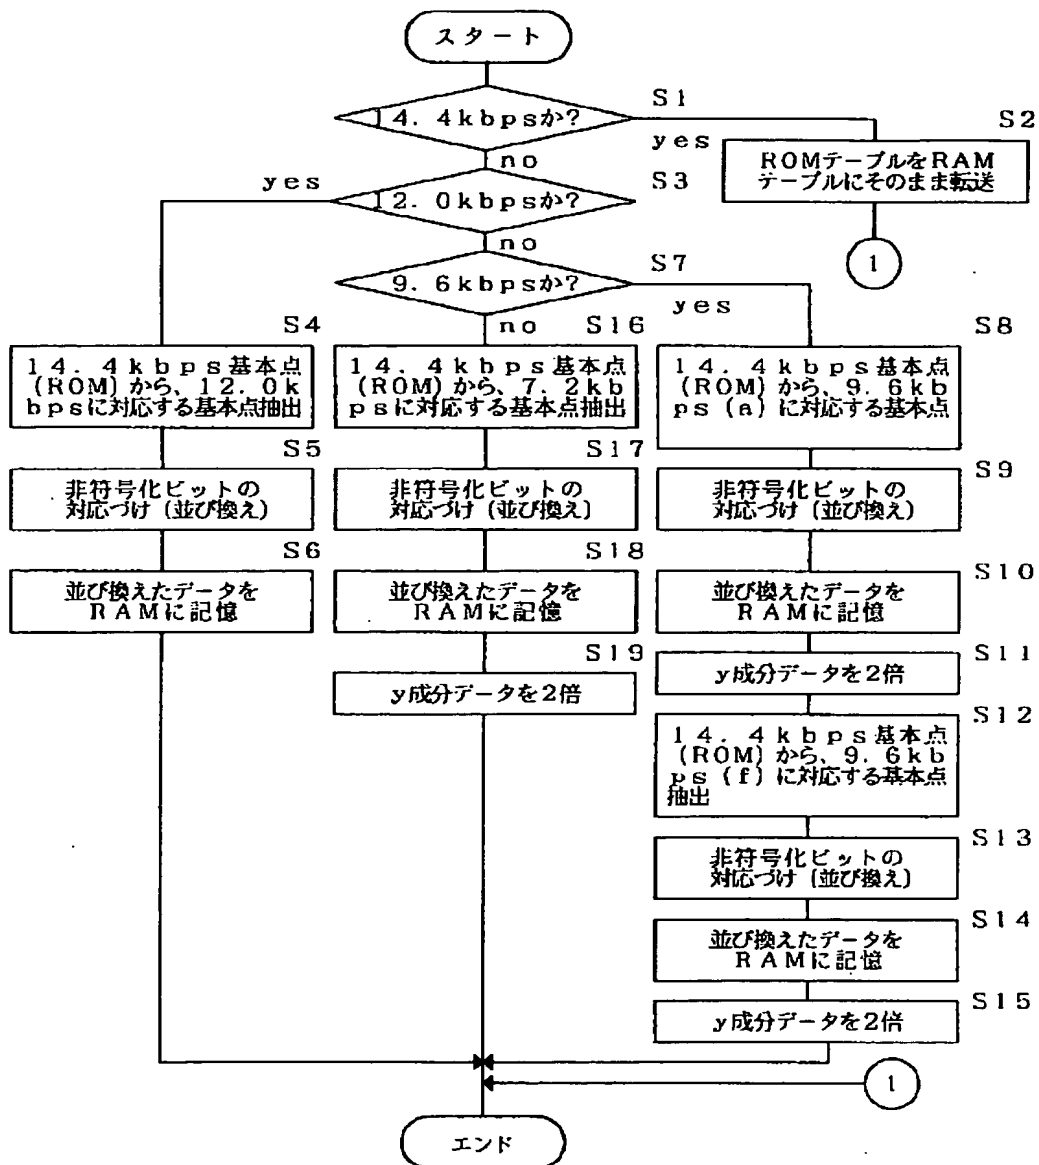 スタート
14.4kbpsか?
S1
yes
no
S2
ROMテーブルをRAM
テーブルにそのまま転送
1
yes
12.0kbpsか?
S3
no
9.6kbpsか?
S7
yes
no
S4
14.4kbps基本点
(ROM)から、12.0k
bpsに対応する基本点抽出
S5
非符号化ビットの
対応づけ(並び換え)
S6
並び換えたデータを
RAMに記憶
S16
14.4kbps基本点
(ROM)から、7.2kb
psに対応する基本点抽出
S17
非符号化ビットの
対応づけ(並び換え)
S18
並び換えたデータを
RAMに記憶
S19
y成分データを2倍
S8
14.4kbps基本点
(ROM)から、9.6kb
ps(a)に対応する基本点
S9
非符号化ビットの
対応づけ(並び換え)
S10
並び換えたデータを
RAMに記憶
S11
y成分データを2倍
S12
14.4kbps基本点
(ROM)から、9.6kb
ps(f)に対応する基本点
抽出
S13
非符号化ビットの
対応づけ(並び換え)
S14
並び換えたデータを
RAMに記憶
S15
y成分データを2倍
1
エンド